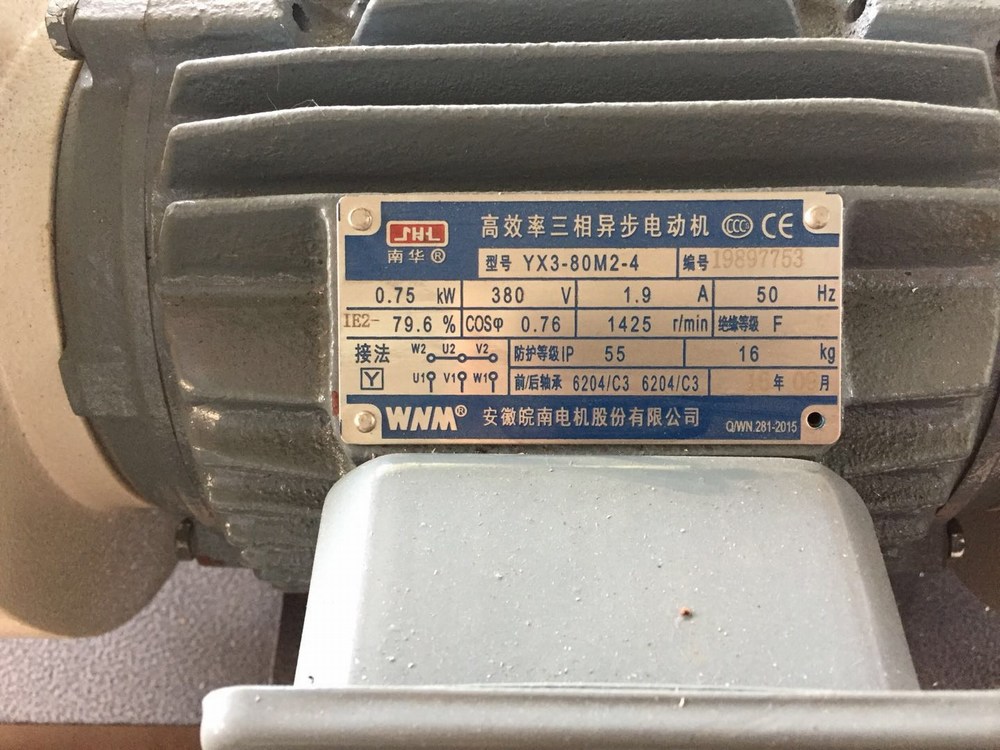 SHL
南华®
高效率三相异步电动机 CCC CE
型号 YX3-80M2-4 编号 19897753
0.75 kW 380 V 1.9 A 50 Hz
IE2- 79.6 % COSφ 0.76 1425 r/min 绝缘等级 F
接法 W2 U2 V2 防护等级IP 55 16 kg
Y U1 V1 W1 前/后轴承 6204/C3 6204/C3 年 月
WNM® 安徽皖南电机股份有限公司 Q/WN.281-2015